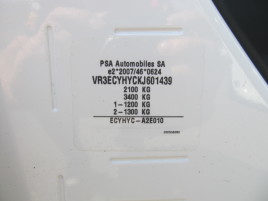 PSA Automobiles SA
e2*2007/46*0624
VR3ECYHYCKJ601439
2100 KG
3400 KG
1-1200 KG
2-1300 KG
ECYHYC-A2E010